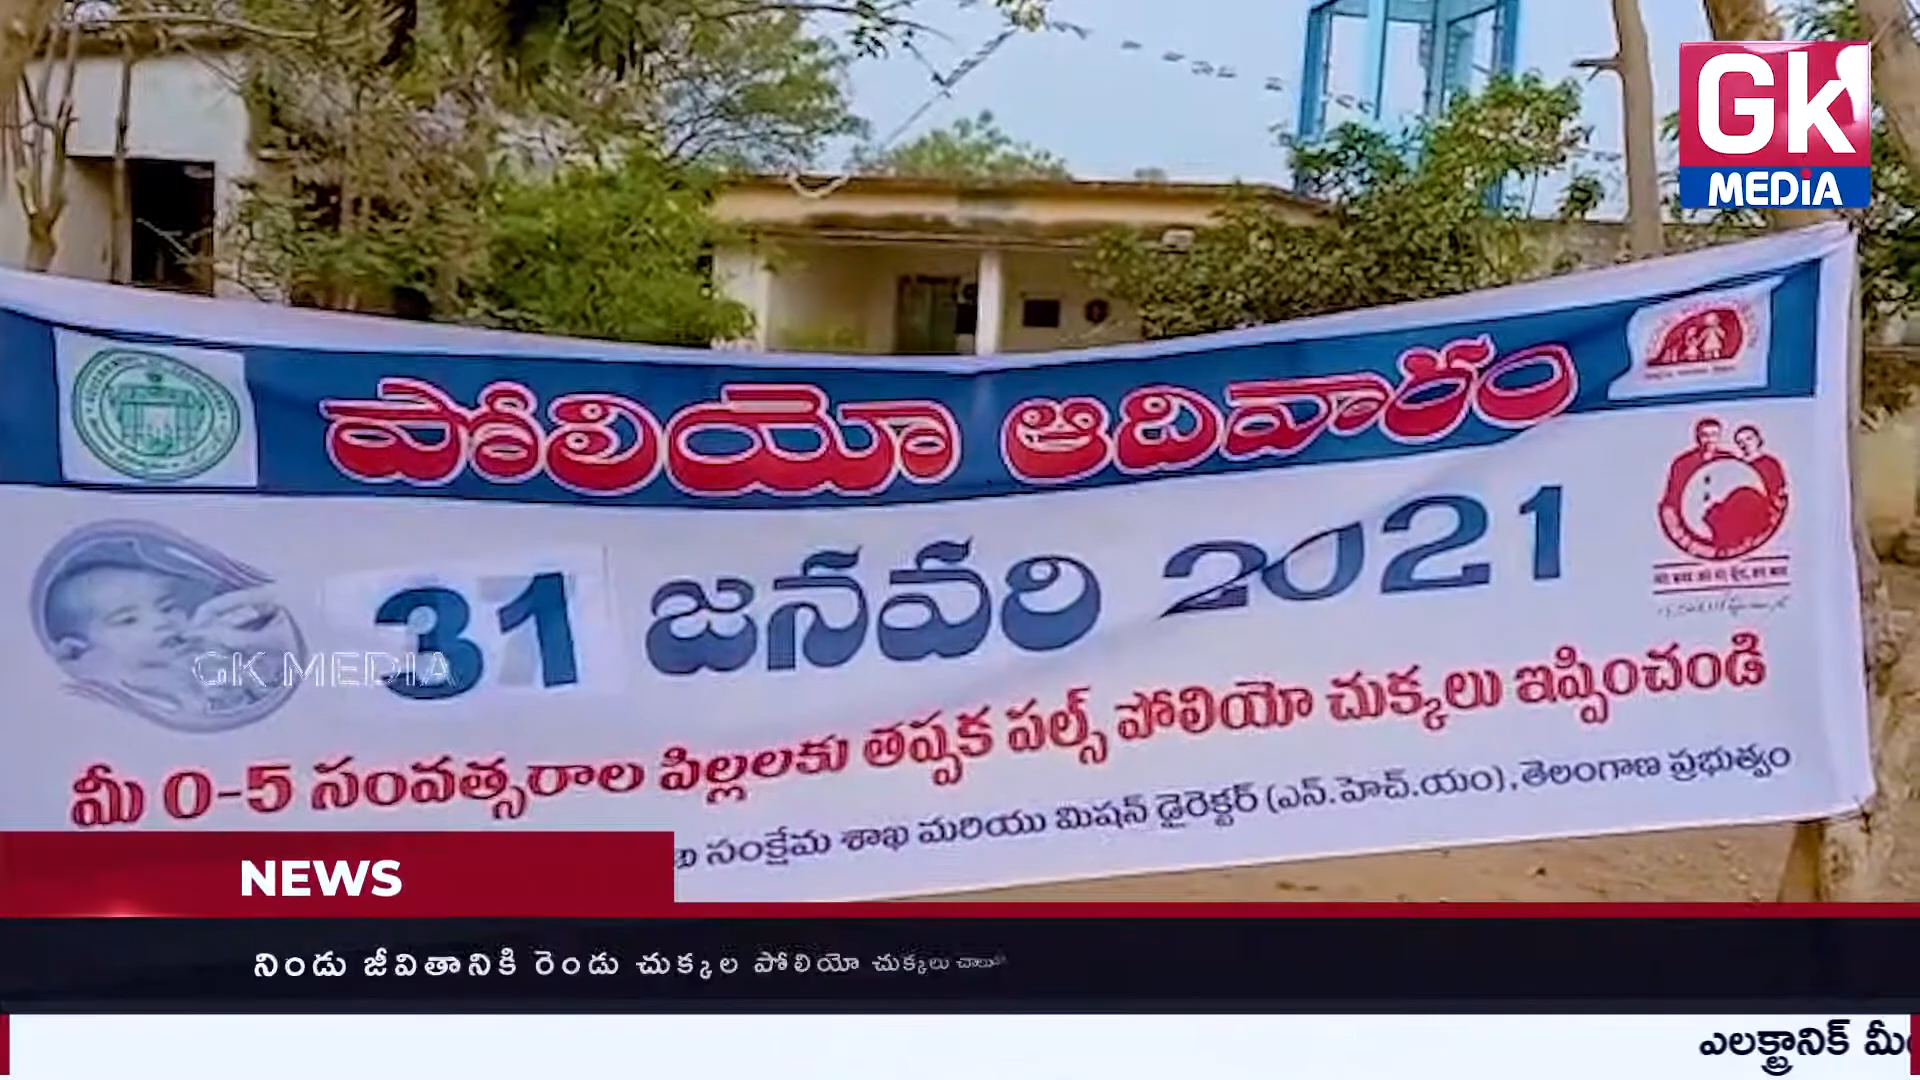 GK
MEDiA
పోలియో ఆదివారం
31 జనవరి 2021
GK MEDIA
మీ 0-5 సంవత్సరాల పిల్లలకు తప్పక పల్స్ పోలియో చుక్కలు ఇప్పించండి
సంక్షేమ శాఖ మరియు మిషన్ డైరెక్టర్ (ఎన్.హెచ్.యం), తెలంగాణ ప్రభుత్వం
NEWS
నిండు జీవితానికి రెండు చుక్కల పోలియో చుక్కలు
ఎలక్ట్రానిక్